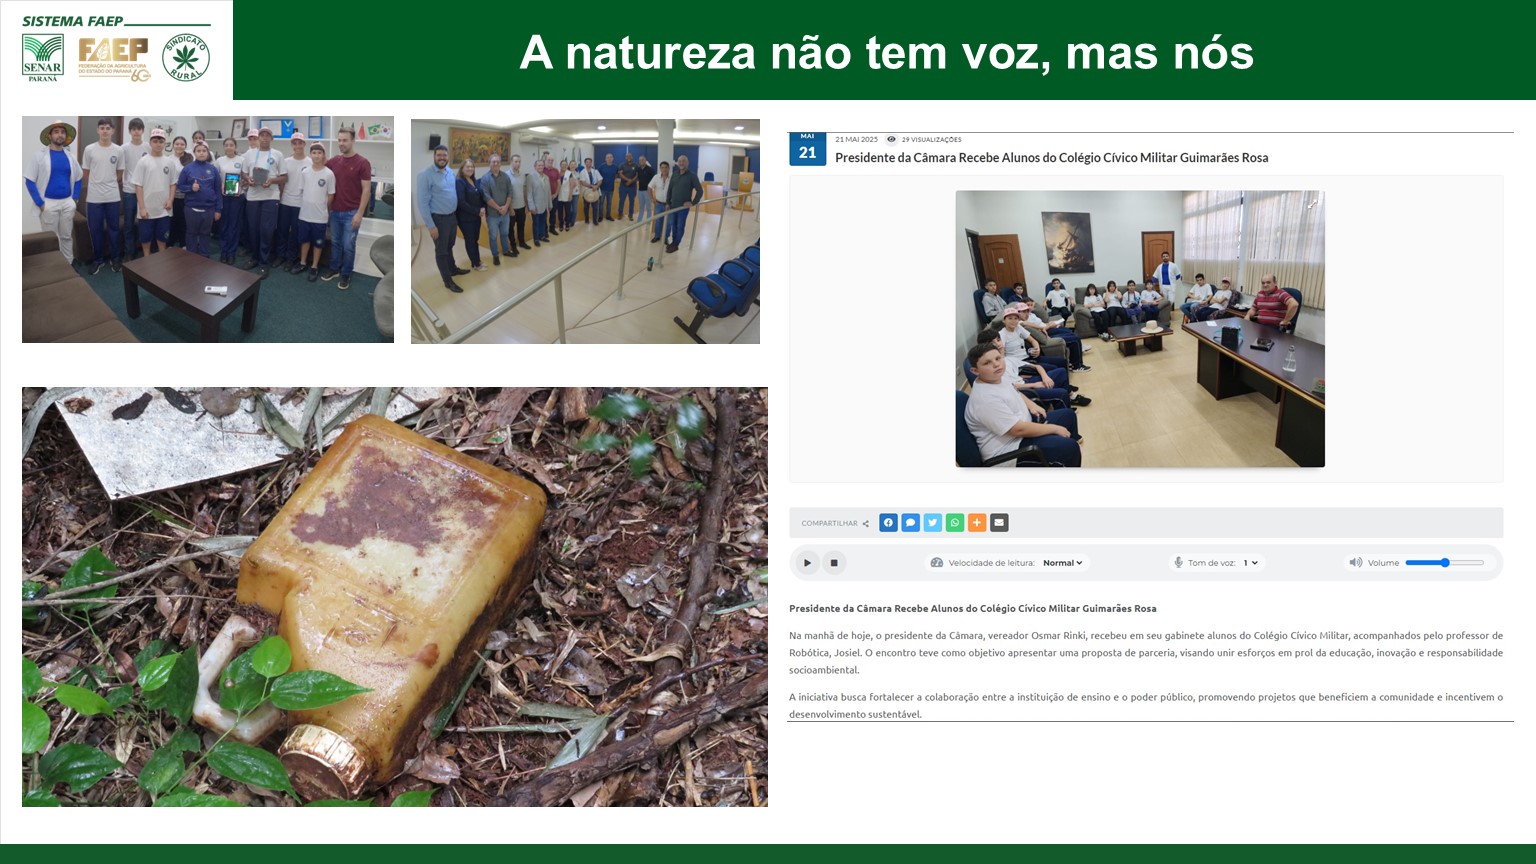 SISTEMA FAEP
SENAR
PARANÁ
FAEP
FEDERAÇÃO DA AGRICULTURA
DO ESTADO DO PARANÁ
60
SINDICATO
RURAL
A natureza não tem voz, mas nós
MAI
21
21 MAI 2025 29 VISUALIZAÇÕES
Presidente da Câmara Recebe Alunos do Colégio Cívico Militar Guimarães Rosa
COMPARTILHAR
Velocidade de leitura: Normal
Tom de voz: 1
Volume
Presidente da Câmara Recebe Alunos do Colégio Cívico Militar Guimarães Rosa
Na manhã de hoje, o presidente da Câmara, vereador Osmar Rinki, recebeu em seu gabinete alunos do Colégio Cívico Militar, acompanhados pelo professor de
Robótica, Josiel. O encontro teve como objetivo apresentar uma proposta de parceria, visando unir esforços em prol da educação, inovação e responsabilidade
socioambiental.
A iniciativa busca fortalecer a colaboração entre a instituição de ensino e o poder público, promovendo projetos que beneficiem a comunidade e incentivem o
desenvolvimento sustentável.